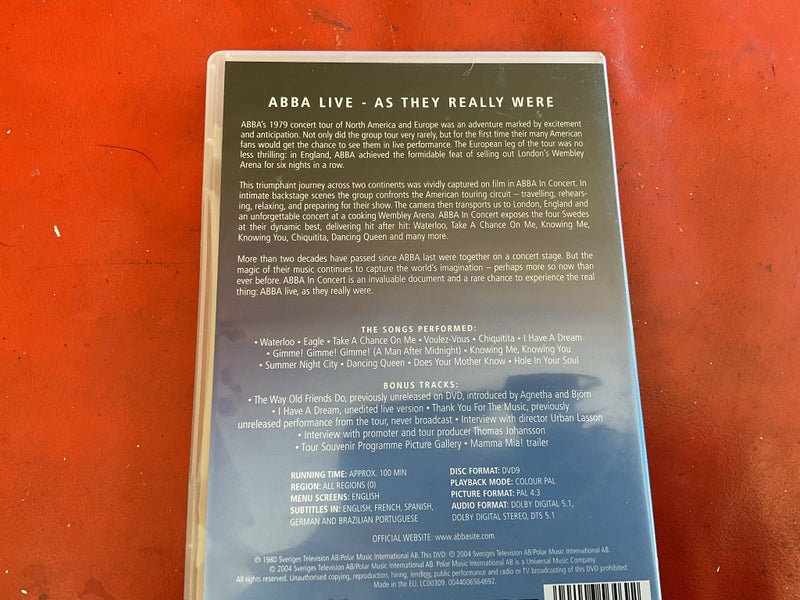 ABBA LIVE - AS THEY REALLY WERE
ABBA's 1979 concert tour of North America and Europe was an adventure marked by excitement
and anticipation. Not only did the group tour very rarely, but for the first time their many American
fans would get the chance to see them in live performance. The European leg of the tour was no
less thrilling: in England, ABBA achieved the formidable feat of selling out London's Wembley
Arena for six nights in a row.
This triumphant journey across two continents was vividly captured on film in ABBA In Concert. In
intimate backstage scenes the group confronts the American touring circuit – travelling, rehears-
ing, relaxing, and preparing for their show. The camera then transports us to London, England and
an unforgettable concert at a cooking Wembley Arena. ABBA In Concert exposes the four Swedes
at their dynamic best, delivering hit after hit: Waterloo, Take A Chance On Me, Knowing Me,
Knowing You, Chiquitita, Dancing Queen and many more.
More than two decades have passed since ABBA last were together on a concert stage. But the
magic of their music continues to capture the world's imagination – perhaps more so now than
ever before. ABBA In Concert is an invaluable document and a rare chance to experience the real
thing: ABBA live, as they really were.
THE SONGS PERFORMED:
• Waterloo • Eagle • Take A Chance On Me • Voulez-Vous • Chiquitita • I Have A Dream
• Gimme! Gimme! Gimme! (A Man After Midnight) • Knowing Me, Knowing You
• Summer Night City • Dancing Queen • Does Your Mother Know • Hole In Your Soul
BONUS TRACKS:
• The Way Old Friends Do, previously unreleased on DVD, introduced by Agnetha and Björn
• I Have A Dream, unedited live version • Thank You For The Music, previously
unreleased performance from the tour, never broadcast • Interview with director Urban Lasson
• Interview with promoter and tour producer Thomas Johansson
• Tour Souvenir Programme Picture Gallery • Mamma Mia! trailer
RUNNING TIME: APPROX. 100 MIN
REGION: ALL REGIONS (0)
MENU SCREENS: ENGLISH
SUBTITLES IN: ENGLISH, FRENCH, SPANISH,
GERMAN AND BRAZILIAN PORTUGUESE
DISC FORMAT: DVD9
PLAYBACK MODE: COLOUR PAL
PICTURE FORMAT: PAL 4:3
AUDIO FORMAT: DOLBY DIGITAL 5.1,
DOLBY DIGITAL STEREO, DTS 5.1
OFFICIAL WEBSITE: www.abbasite.com
℗ 1980 Sveriges Television AB/Polar Music International AB. This DVD: ℗ © 2004 Sveriges Television AB/Polar Music International AB.
© 2004 Sveriges Television AB/Polar Music International AB is a Universal Music Company.
All rights reserved. Unauthorised copying, reproduction, hiring, lending, public performance and radio or TV broadcasting of this DVD prohibited.
Made in the EU. LC00309. 0044006564692.